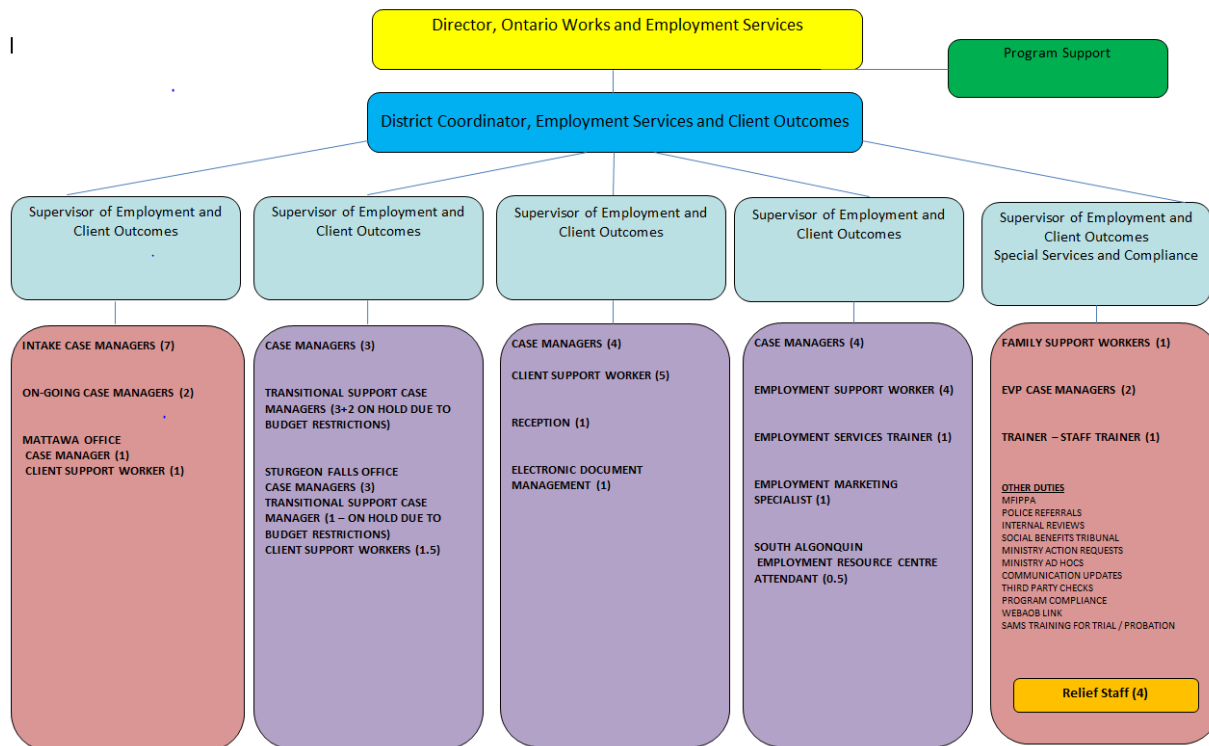 Director, Ontario Works and Employment Services
l
Program Support
District Coordinator, Employment Services and Client Outcomes
Supervisor of Employment and
Client Outcomes
Supervisor of Employment and
Client Outcomes
Supervisor of Employment and
Client Outcomes
Supervisor of Employment and
Client Outcomes
Supervisor of Employment and
Client Outcomes
Special Services and Compliance
INTAKE CASE MANAGERS (7)
ON-GOING CASE MANAGERS (2)
MATTAWA OFFICE
CASE MANAGER (1)
CLIENT SUPPORT WORKER (1)
CASE MANAGERS (3)
TRANSITIONAL SUPPORT CASE
MANAGERS (3+2 ON HOLD DUE TO
BUDGET RESTRICTIONS)
STURGEON FALLS OFFICE
CASE MANAGERS (3)
TRANSITIONAL SUPPORT CASE
MANAGER (1 – ON HOLD DUE TO
BUDGET RESTRICTIONS)
CLIENT SUPPORT WORKERS (1.5)
CASE MANAGERS (4)
CLIENT SUPPORT WORKER (5)
RECEPTION (1)
ELECTRONIC DOCUMENT
MANAGEMENT (1)
CASE MANAGERS (4)
EMPLOYMENT SUPPORT WORKER (4)
EMPLOYMENT SERVICES TRAINER (1)
EMPLOYMENT MARKETING
SPECIALIST (1)
SOUTH ALGONQUIN
EMPLOYMENT RESOURCE CENTRE
ATTENDANT (0.5)
FAMILY SUPPORT WORKERS (1)
EVP CASE MANAGERS (2)
TRAINER – STAFF TRAINER (1)
OTHER DUTIES
MFIPPA
POLICE REFERRALS
INTERNAL REVIEWS
SOCIAL BENEFITS TRIBUNAL
MINISTRY ACTION REQUESTS
MINISTRY AD HOCS
COMMUNICATION UPDATES
THIRD PARTY CHECKS
PROGRAM COMPLIANCE
WEBAOB LINK
SAMS TRAINING FOR TRIAL / PROBATION
Relief Staff (4)